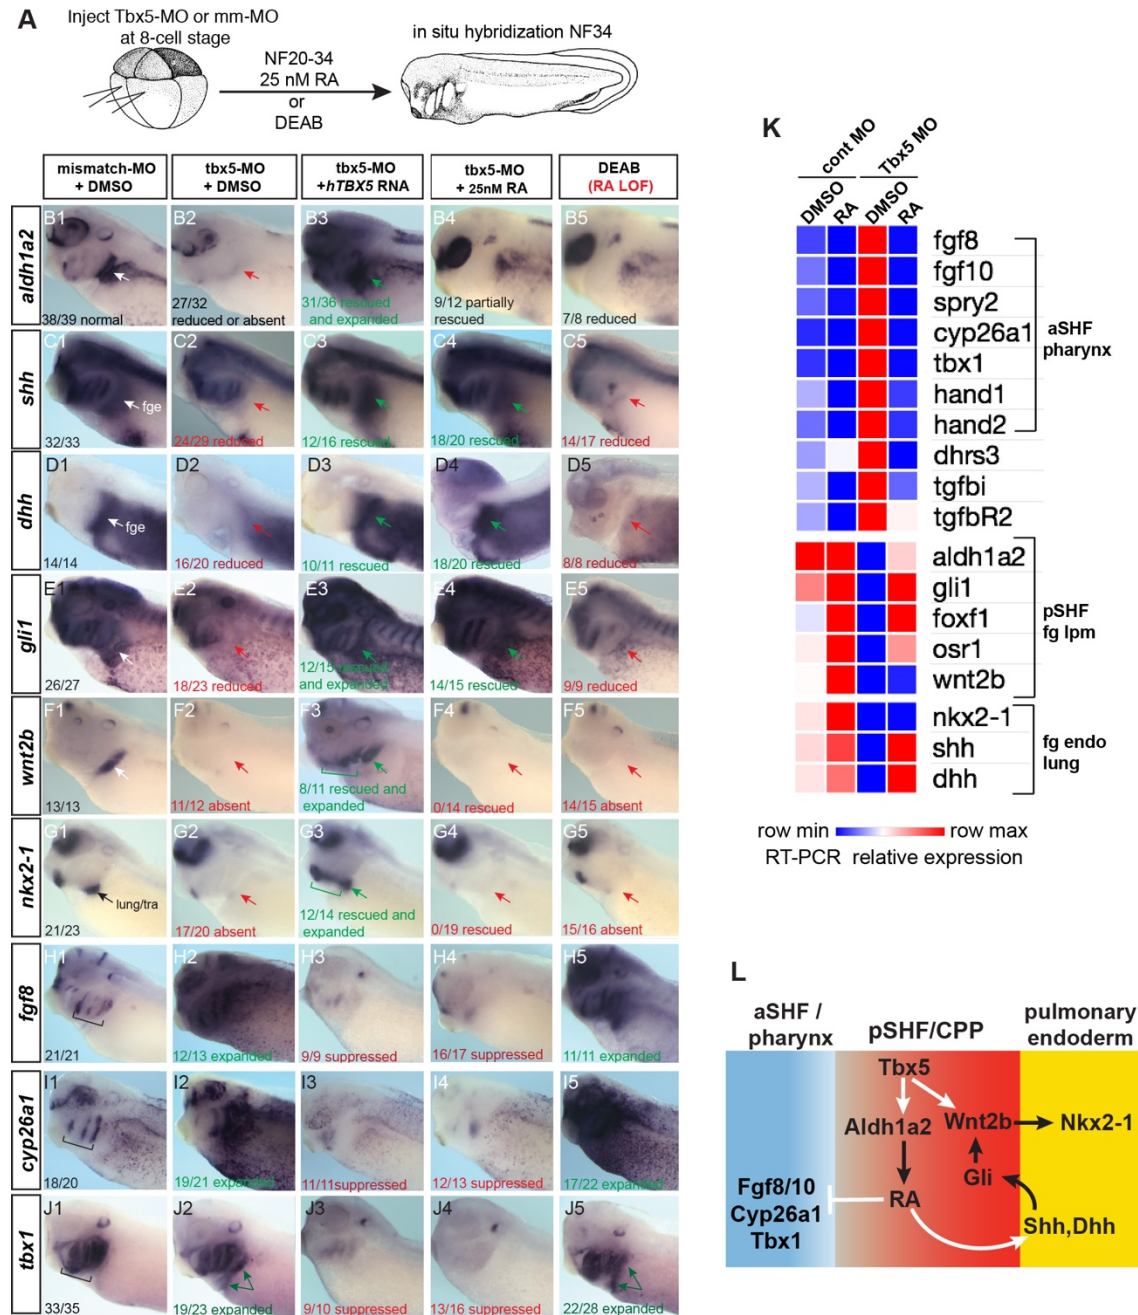 A
Inject Tbx5-MO or mm-MO
at 8-cell stage
NF20-34
25 nM RA
or
DEAB
in situ hybridization NF34
mismatch-MO
+ DMSO
tbx5-MO
+ DMSO
tbx5-MO
+hTBX5 RNA
tbx5-MO
+ 25nM RA
DEAB
(RA LOF)
aldh1a2
B1
38/39 normal
B2
27/32
reduced or absent
B3
31/36 rescued
and expanded
B4
9/12 partially
rescued
B5
7/8 reduced
shh
C1
fge
32/33
C2
24/29 reduced
C3
12/16 rescued
C4
18/20 rescued
C5
14/17 reduced
dhh
D1
fge
14/14
D2
16/20 reduced
D3
10/11 rescued
D4
18/20 rescued
D5
8/8 reduced
gli1
E1
26/27
E2
18/23 reduced
E3
12/15 rescued
and expanded
E4
14/15 rescued
E5
9/9 reduced
wnt2b
F1
13/13
F2
11/12 absent
F3
8/11 rescued and
expanded
F4
0/14 rescued
F5
14/15 absent
nkx2-1
G1
lung/tra
21/23
G2
17/20 absent
G3
12/14 rescued and
expanded
G4
0/19 rescued
G5
15/16 absent
fgf8
H1
21/21
H2
12/13 expanded
H3
9/9 suppressed
H4
16/17 suppressed
H5
11/11 expanded
cyp26a1
I1
18/20
I2
19/21 expanded
I3
11/11suppressed
I4
12/13 suppressed
I5
17/22 expanded
tbx1
J1
33/35
J2
19/23 expanded
J3
9/10 suppressed
J4
13/16 suppressed
J5
22/28 expanded
K
cont MO
Tbx5 MO
DMSO
RA
DMSO
RA
fgf8
fgf10
spry2
cyp26a1
tbx1
hand1
hand2
dhrs3
tgfbi
tgfbR2
aSHF
pharynx
aldh1a2
gli1
foxf1
osr1
wnt2b
pSHF
fg lpm
nkx2-1
shh
dhh
fg endo
lung
row min
row max
RT-PCR relative expression
L
aSHF /
pharynx
pSHF/CPP
pulmonary
endoderm
Tbx5
Aldh1a2
Wnt2b
Nkx2-1
Gli
RA
Fgf8/10
Cyp26a1
Tbx1
Shh,Dhh